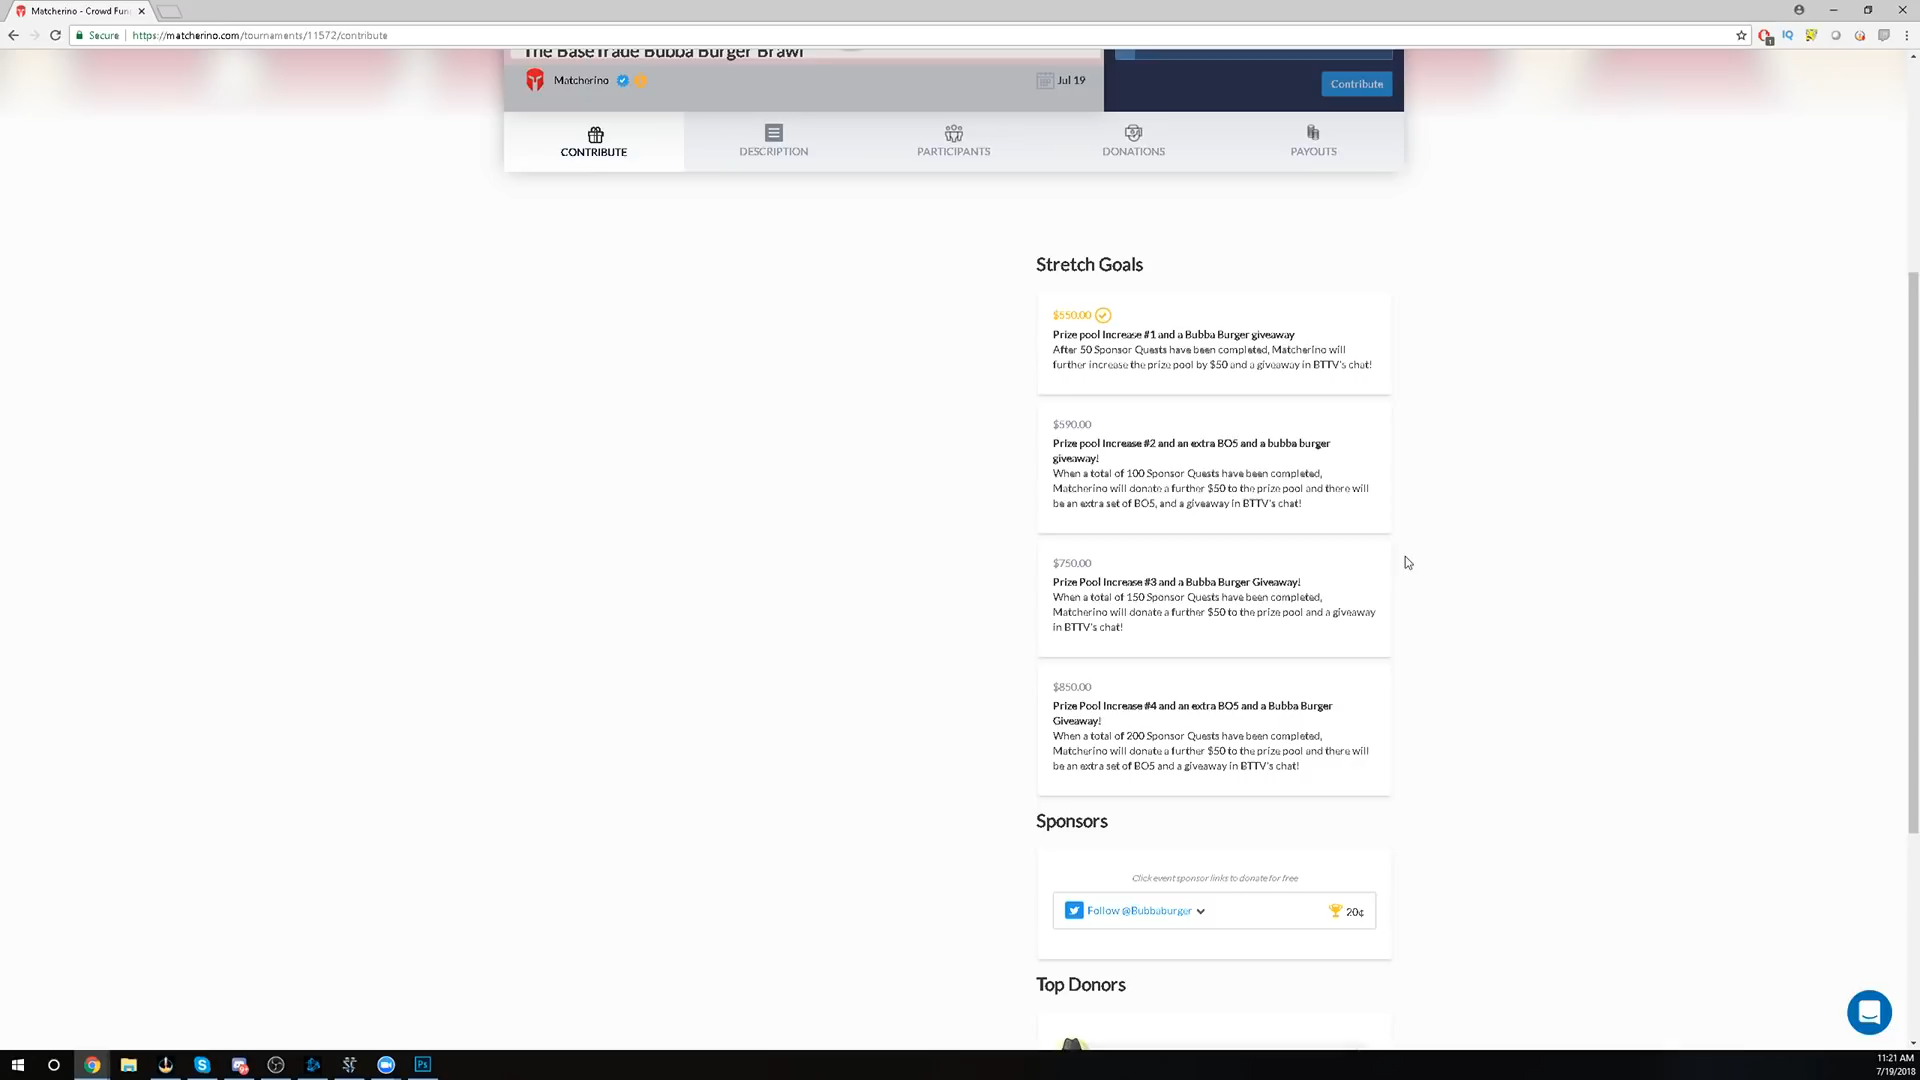 Matcherino - Crowd Fun
Secure https://matcherino.com/tournaments/11572/contribute
IQ
1
The BaseTrade Bubba Burger Brawl
Matcherino
Jul 19
Contribute
CONTRIBUTE
DESCRIPTION
PARTICIPANTS
DONATIONS
PAYOUTS
Stretch Goals
$550.00
Prize pool Increase #1 and a Bubba Burger giveaway
After 50 Sponsor Quests have been completed, Matcherino will
further increase the prize pool by $50 and a giveaway in BTTV's chat!
$590.00
Prize pool Increase #2 and an extra BO5 and a bubba burger
giveaway!
When a total of 100 Sponsor Quests have been completed,
Matcherino will donate a further $50 to the prize pool and there will
be an extra set of BO5, and a giveaway in BTTV's chat!
$750.00
Prize Pool Increase #3 and a Bubba Burger Giveaway!
When a total of 150 Sponsor Quests have been completed,
Matcherino will donate a further $50 to the prize pool and a giveaway
in BTTV's chat!
$850.00
Prize Pool Increase #4 and an extra BO5 and a Bubba Burger
Giveaway!
When a total of 200 Sponsor Quests have been completed,
Matcherino will donate a further $50 to the prize pool and there will
be an extra set of BO5 and a giveaway in BTTV's chat!
Sponsors
Click event sponsor links to donate for free
Follow @Bubbaburger
20¢
Top Donors
Ps
11:21 AM
7/19/2018